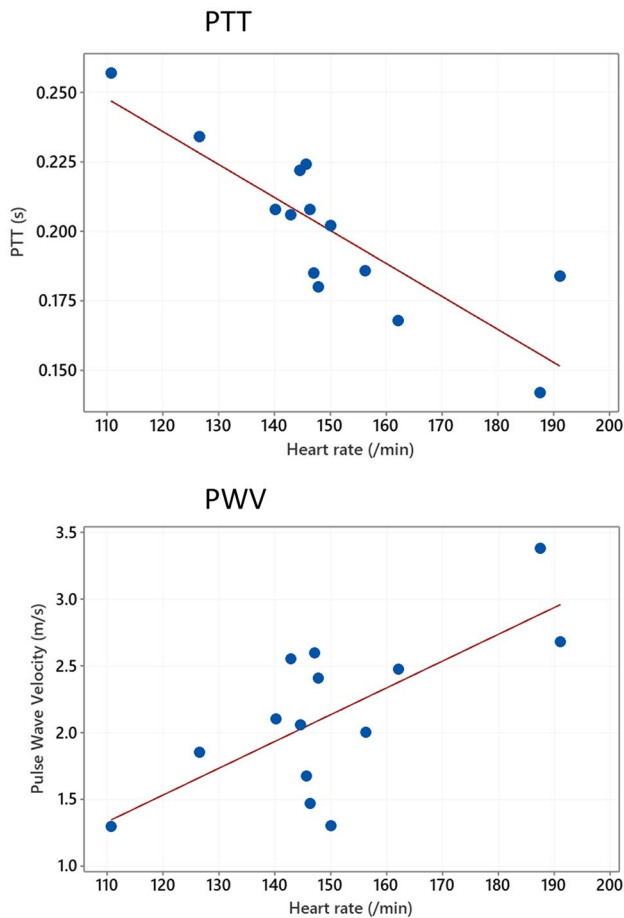 PTT
0.250
0.225
0.200
0.175
0.150
PTT (s)
110 120 130 140 150 160 170 180 190 200
Heart rate (/min)
PWV
3.5
3.0
2.5
2.0
1.5
1.0
Pulse Wave Velocity (m/s)
110 120 130 140 150 160 170 180 190 200
Heart rate (/min)